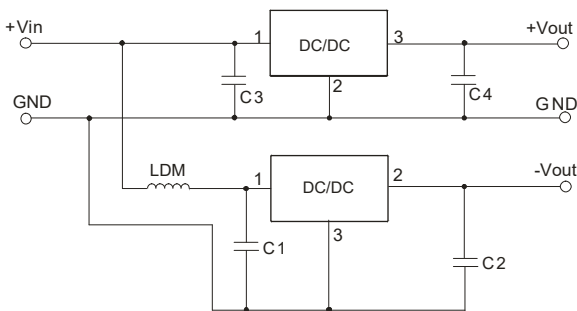 +Vin
1
DC/DC
3
+Vout
2
C3
C4
GND
GND
LDM
1
DC/DC
2
-Vout
3
C1
C2